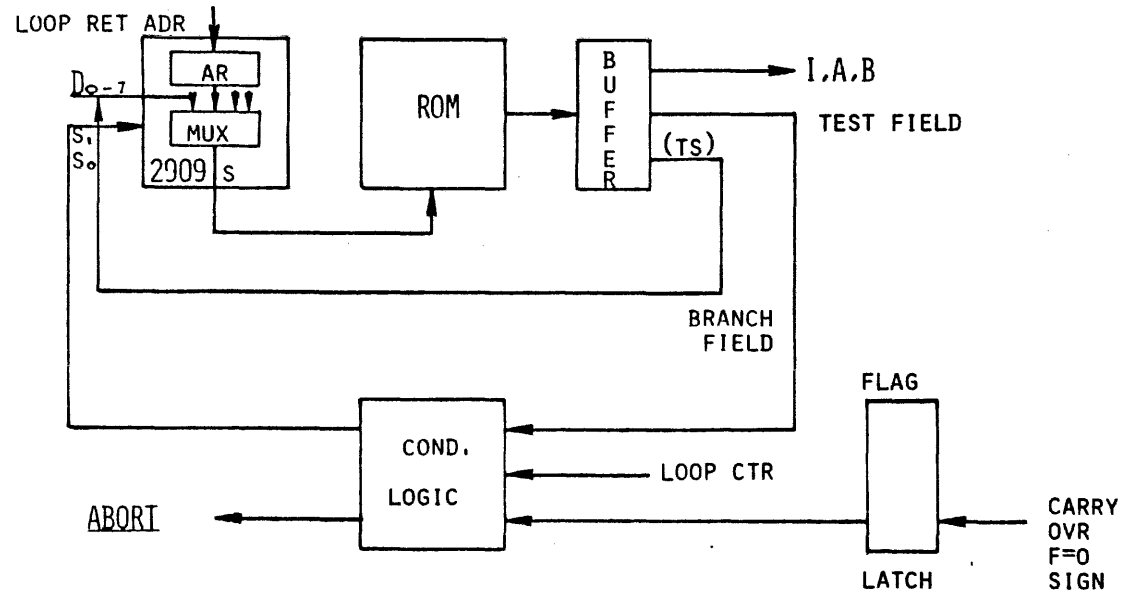 LOOP RET ADR
AR
D0-7
MUX
S1
S0
2909 S
ROM
BUFFER
I,A,B
TEST FIELD
(TS)
BRANCH
FIELD
FLAG
COND.
LOGIC
LOOP CTR
ABORT
CARRY
OVR
F=0
SIGN
LATCH